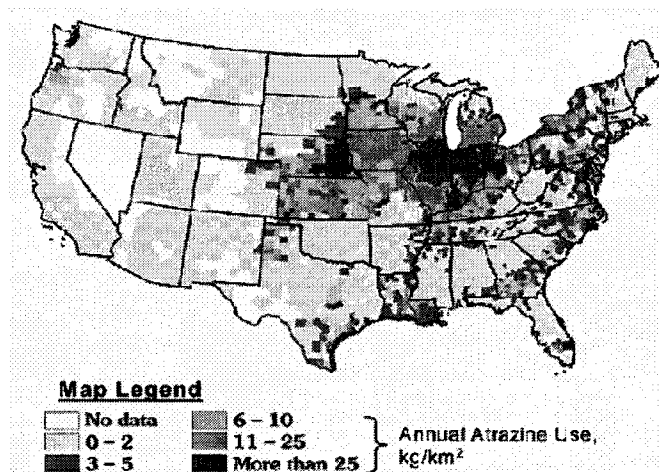 Map Legend
No data
0 – 2
3 – 5
6 – 10
11 – 25
More than 25
Annual Atrazine Use,
kg/km²